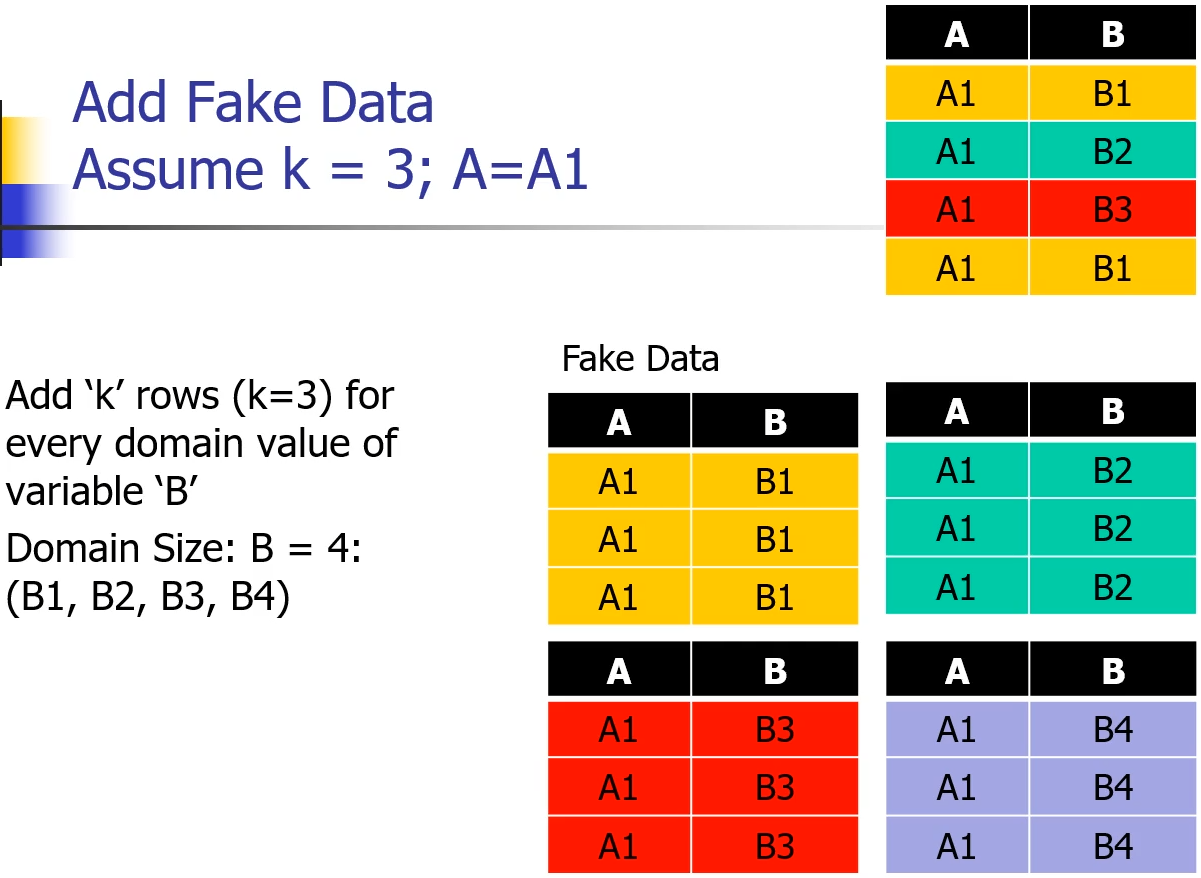 Add Fake Data
Assume k = 3; A=A1
A B
A1 B1
A1 B2
A1 B3
A1 B1
Add ‘k’ rows (k=3) for
every domain value of
variable ‘B’
Domain Size: B = 4:
(B1, B2, B3, B4)
Fake Data
A B
A1 B1
A1 B1
A1 B1
A B
A1 B2
A1 B2
A1 B2
A B
A1 B3
A1 B3
A1 B3
A B
A1 B4
A1 B4
A1 B4